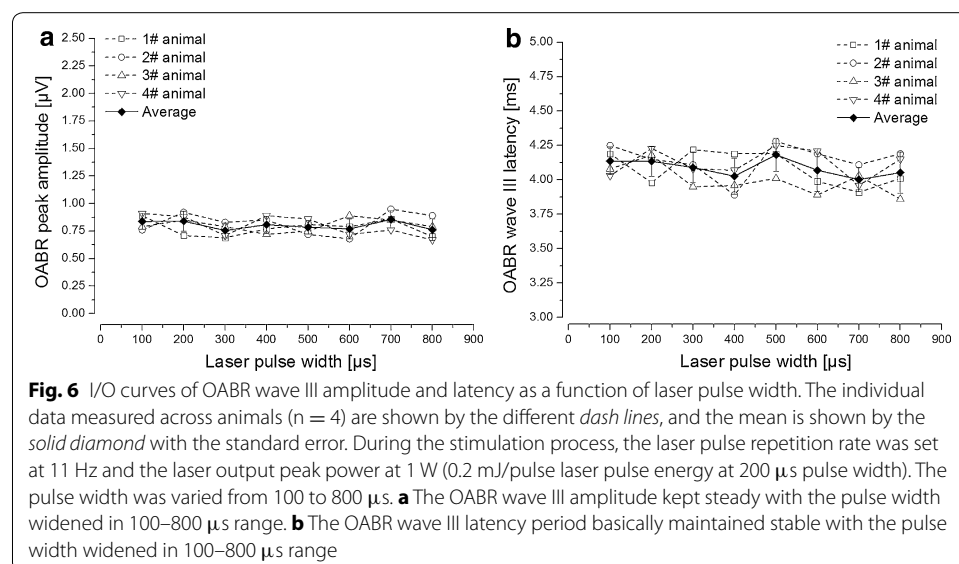 a
2.50
2.25
2.00
1.75
1.50
1.25
1.00
0.75
0.50
0.25
0.00
OABR peak amplitude [µV]
1# animal
2# animal
3# animal
4# animal
Average
0 100 200 300 400 500 600 700 800 900
Laser pulse width [µs]
b
5.00
4.75
4.50
4.25
4.00
3.75
3.50
3.25
3.00
OABR wave III latency [ms]
1# animal
2# animal
3# animal
4# animal
Average
0 100 200 300 400 500 600 700 800 900
Laser pulse width [µs]
Fig. 6 I/O curves of OABR wave III amplitude and latency as a function of laser pulse width. The individual
data measured across animals (n = 4) are shown by the different dash lines, and the mean is shown by the
solid diamond with the standard error. During the stimulation process, the laser pulse repetition rate was set
at 11 Hz and the laser output peak power at 1 W (0.2 mJ/pulse laser pulse energy at 200 µs pulse width). The
pulse width was varied from 100 to 800 µs. a The OABR wave III amplitude kept steady with the pulse width
widened in 100–800 µs range. b The OABR wave III latency period basically maintained stable with the pulse
width widened in 100–800 µs range